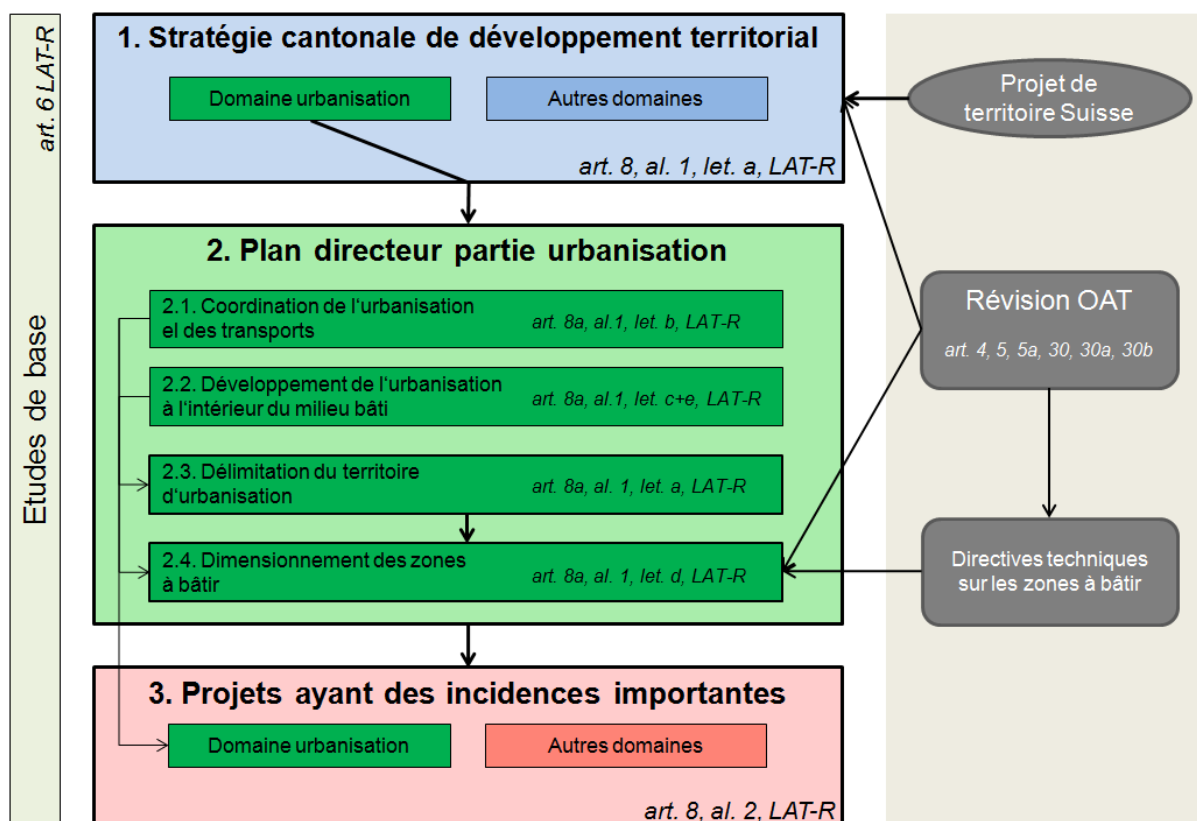 Etudes de base
art. 6 LAT-R
1. Stratégie cantonale de développement territorial
Domaine urbanisation
Autres domaines
art. 8, al. 1, let. a, LAT-R
2. Plan directeur partie urbanisation
2.1. Coordination de l'urbanisation
el des transports
art. 8a, al.1, let. b, LAT-R
2.2. Développement de l'urbanisation
à l'intérieur du milieu bâti
art. 8a, al.1, let. c+e, LAT-R
2.3. Délimitation du territoire
d'urbanisation
art. 8a, al. 1, let. a, LAT-R
2.4. Dimensionnement des zones
à bâtir
art. 8a, al. 1, let. d, LAT-R
3. Projets ayant des incidences importantes
Domaine urbanisation
Autres domaines
art. 8, al. 2, LAT-R
Projet de
territoire Suisse
Révision OAT
art. 4, 5, 5a, 30, 30a, 30b
Directives techniques
sur les zones à bâtir